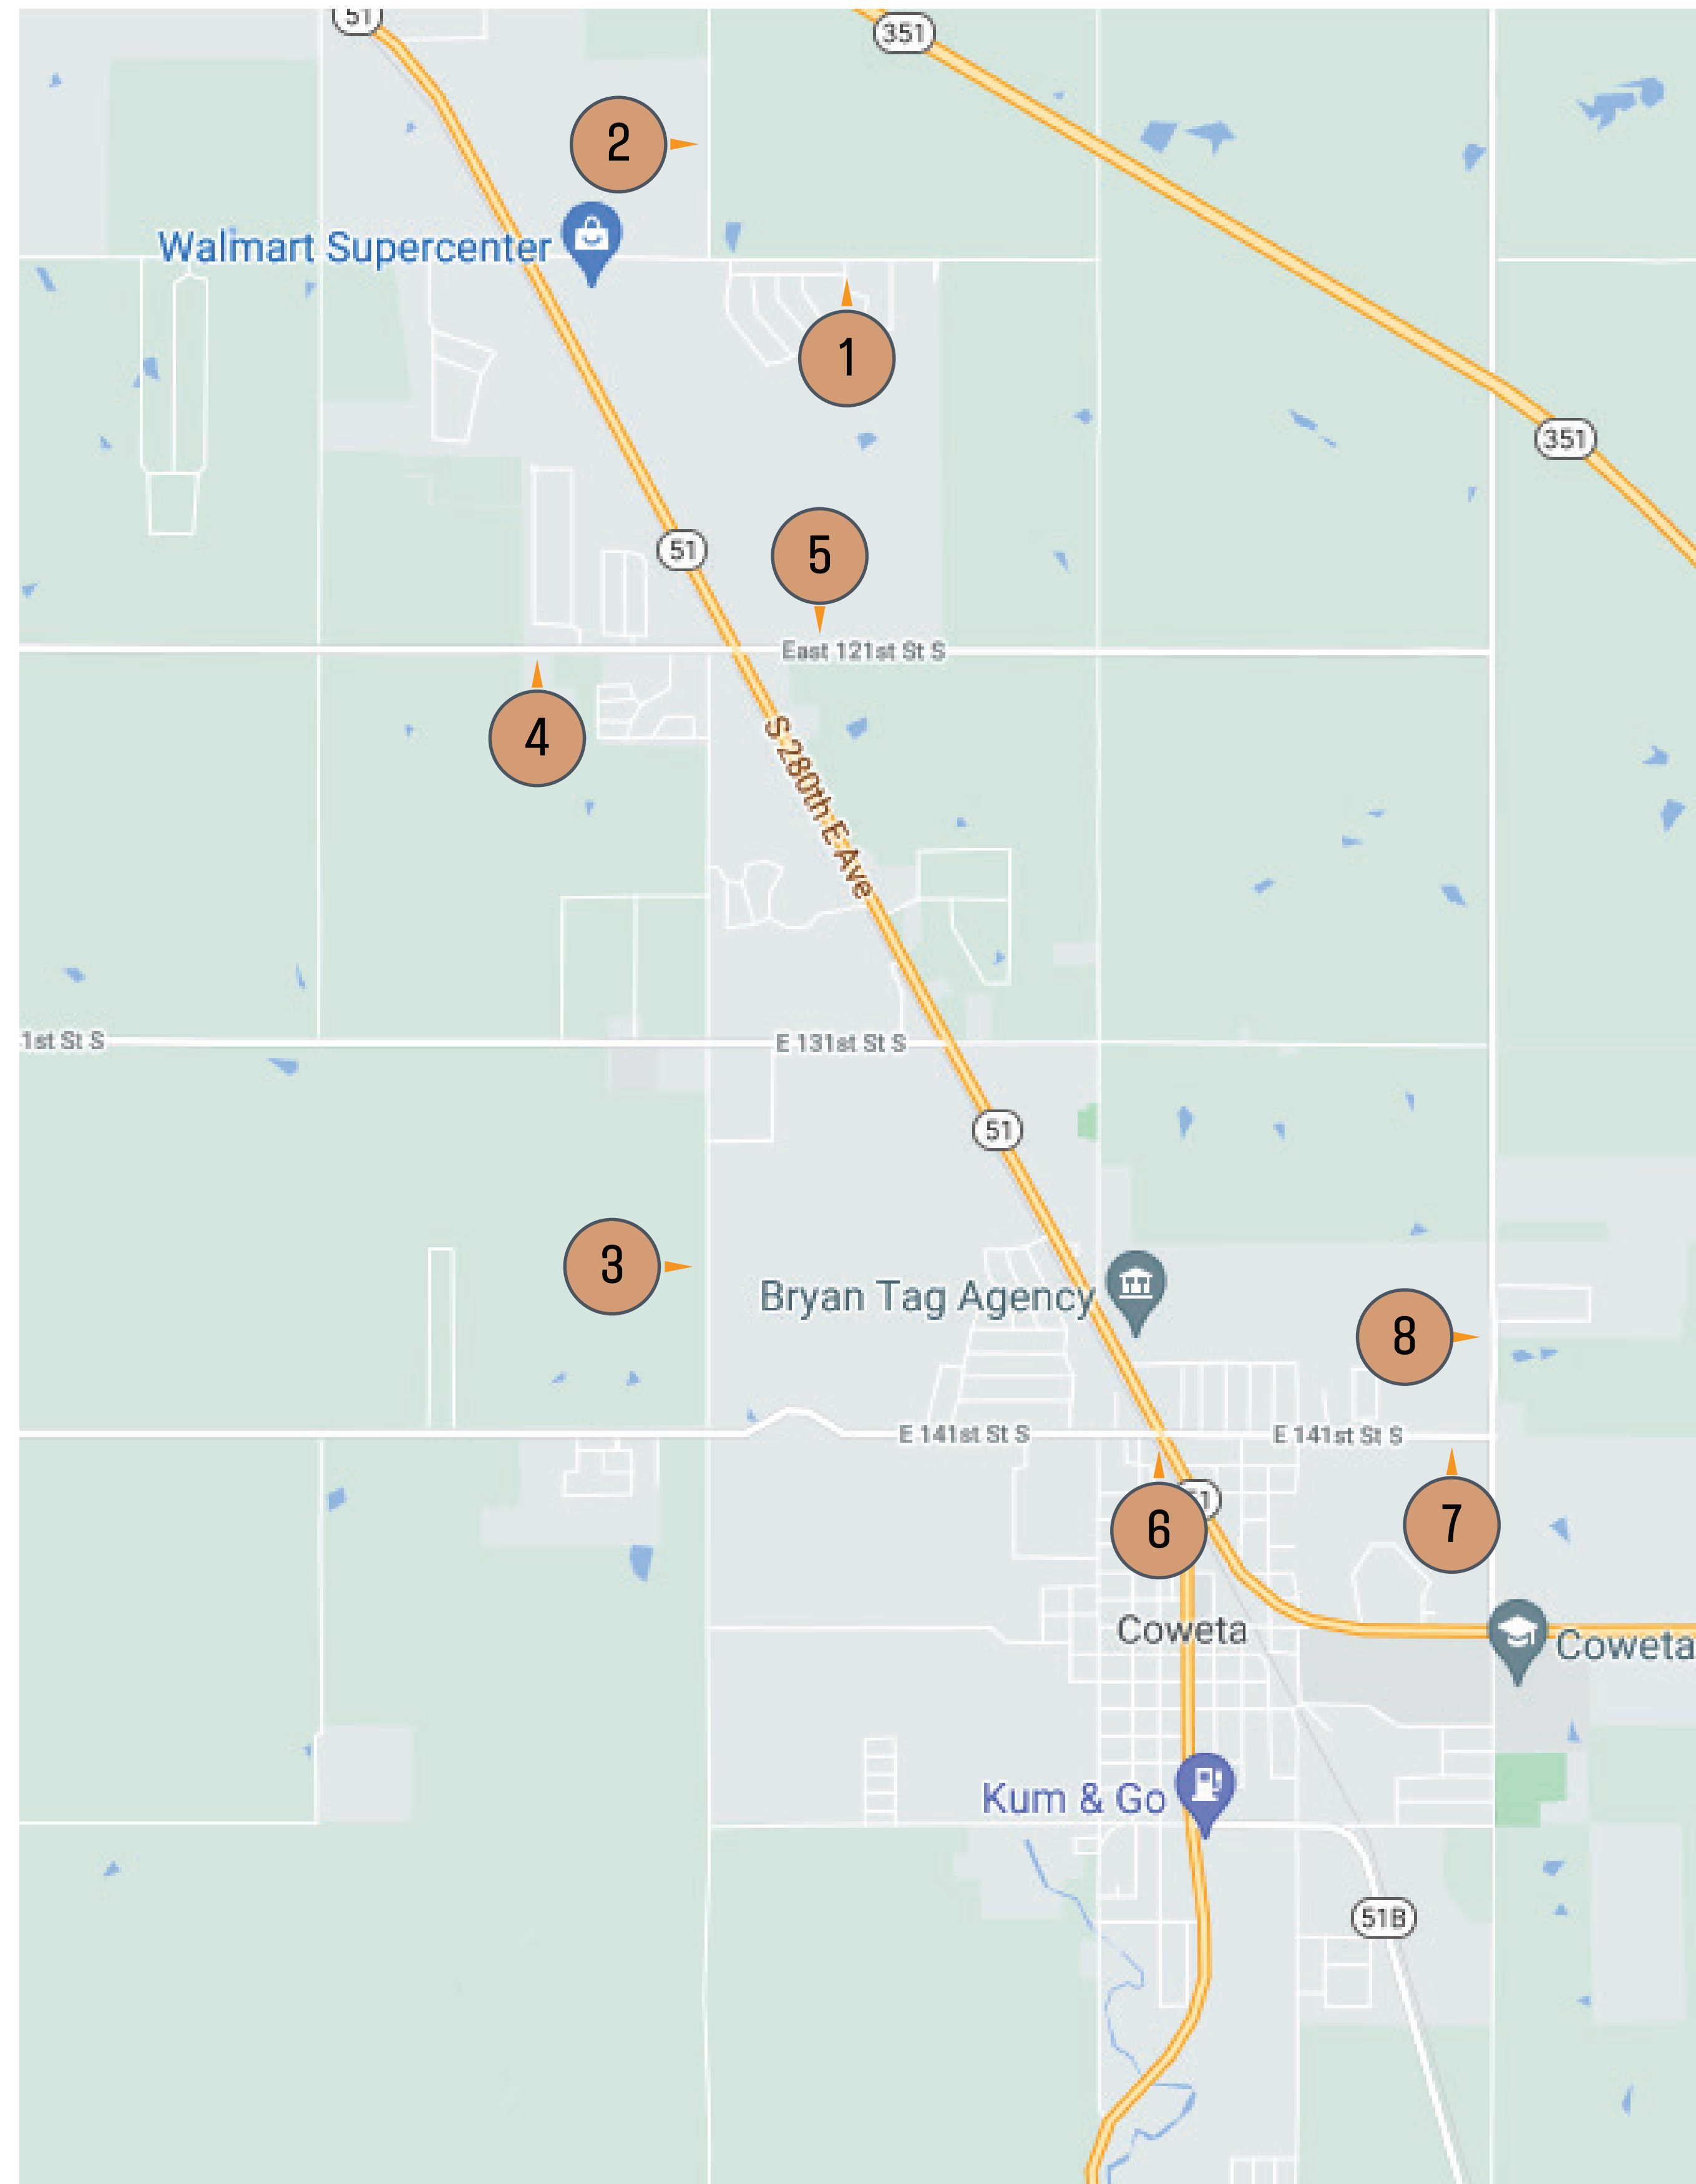 51
351
2
Walmart Supercenter
1
351
51
5
East 121st St S
4
S 280th E Ave
1st St S
E 131st St S
51
3
Bryan Tag Agency
8
E 141st St S
E 141st St S
6
7
Coweta
Coweta
Kum & Go
51B